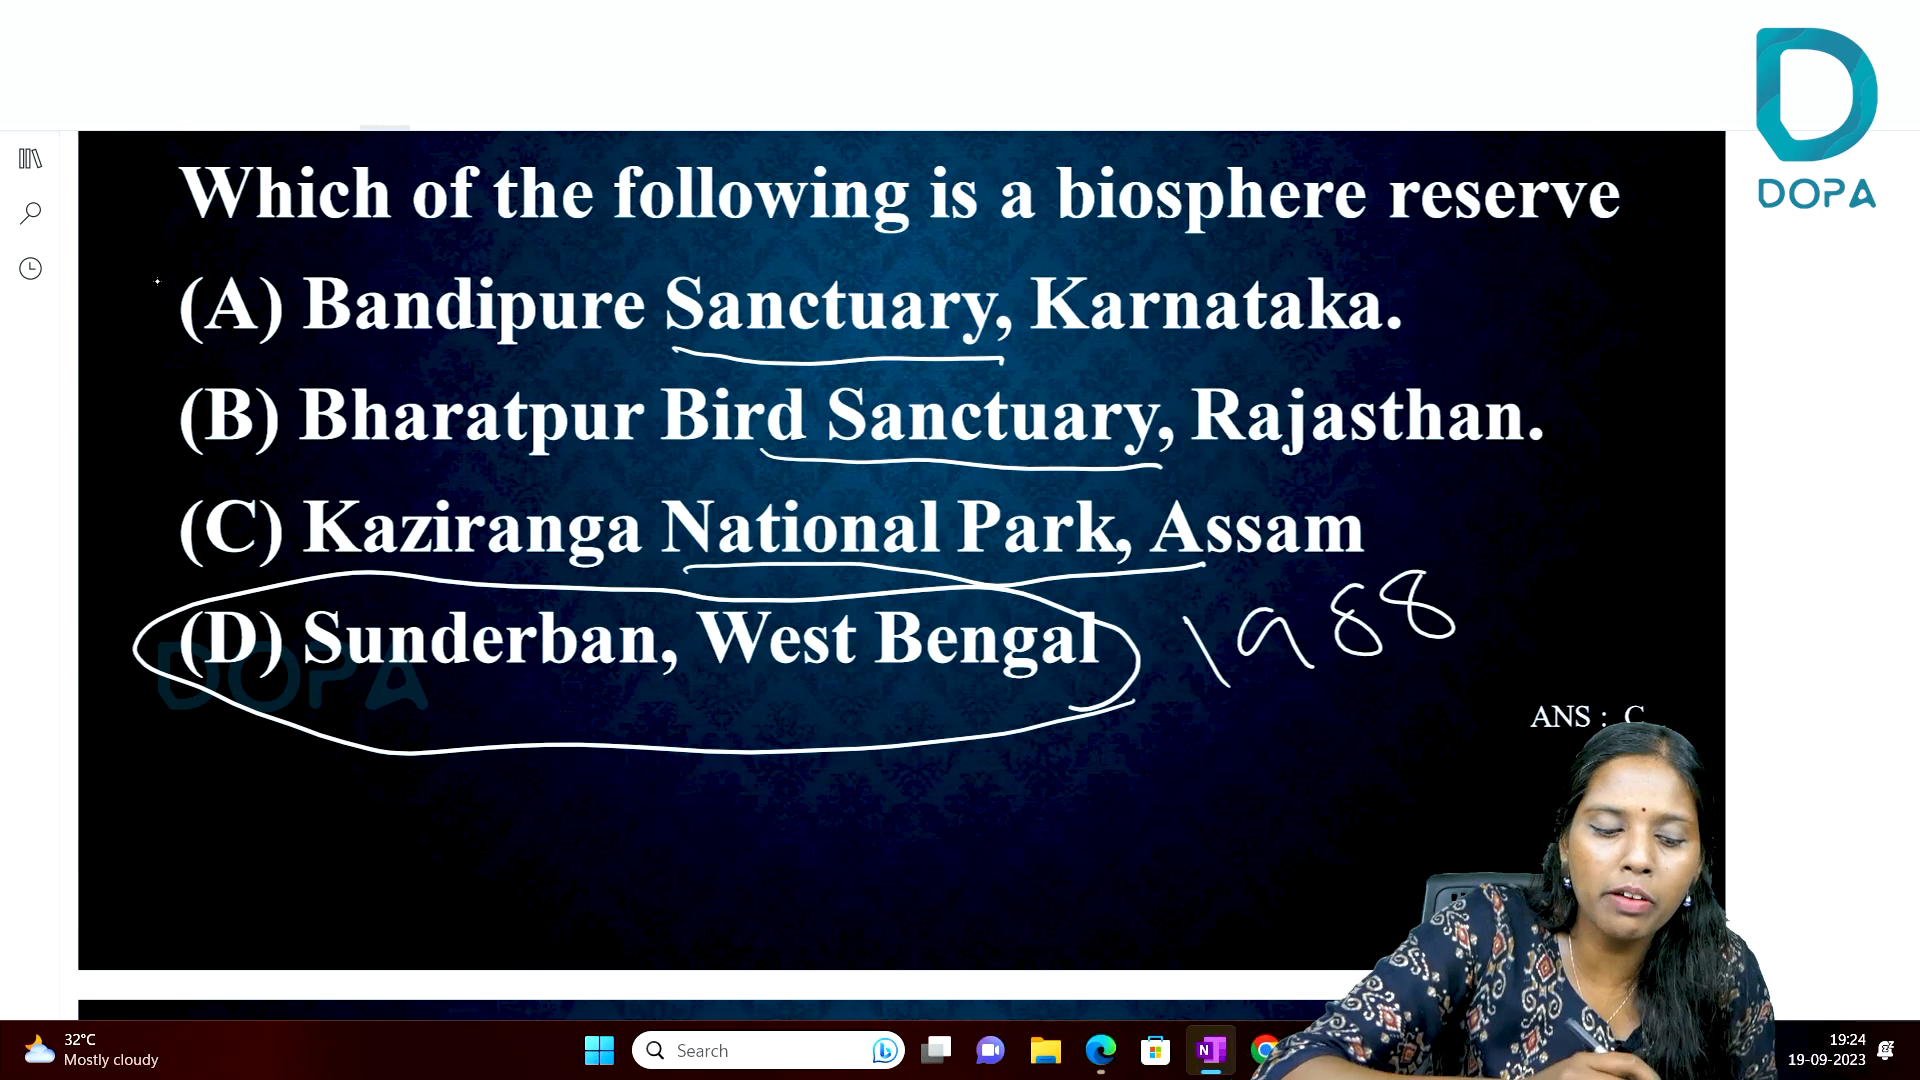 DOPA
Which of the following is a biosphere reserve
(A) Bandipure Sanctuary, Karnataka.
(B) Bharatpur Bird Sanctuary, Rajasthan.
(C) Kaziranga National Park, Assam
(D) Sunderban, West Bengal
1988
DOPA
ANS : C
32°C
Mostly cloudy
Search
19:24
19-09-2023